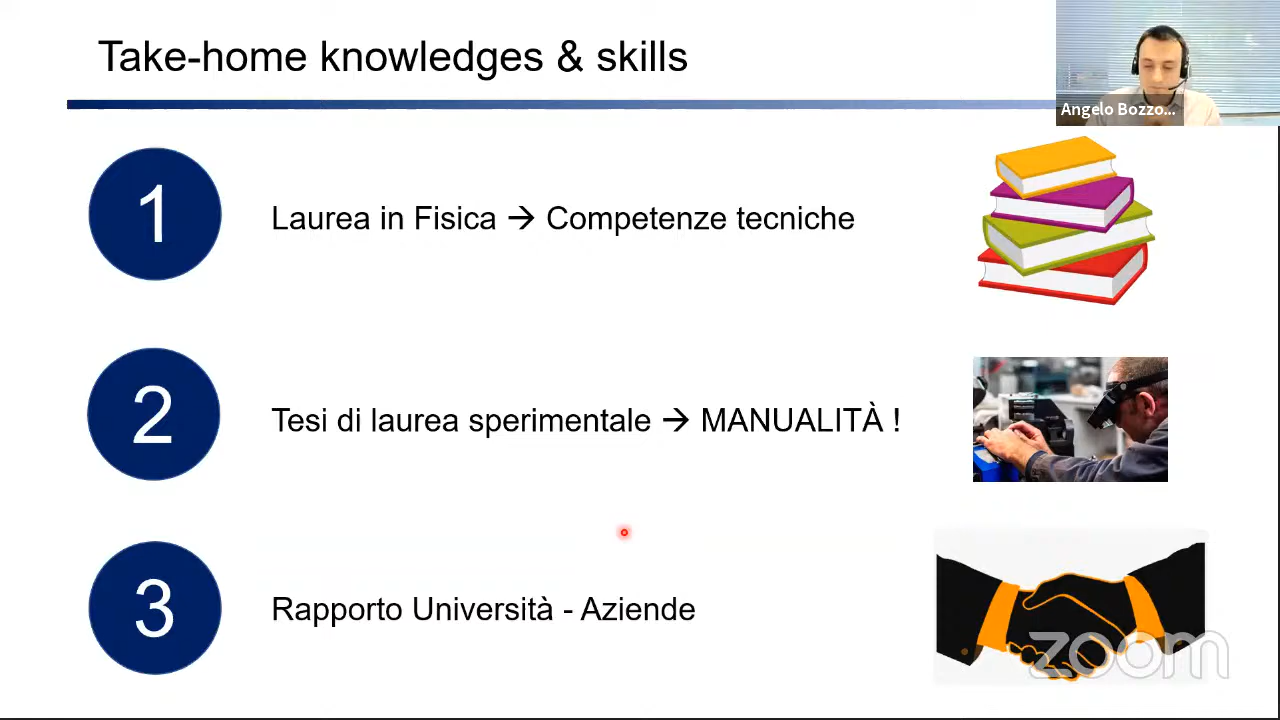 Take-home knowledges & skills
Angelo Bozzo...
1
Laurea in Fisica → Competenze tecniche
2
Tesi di laurea sperimentale → MANUALITÀ !
3
Rapporto Università - Aziende
zoom